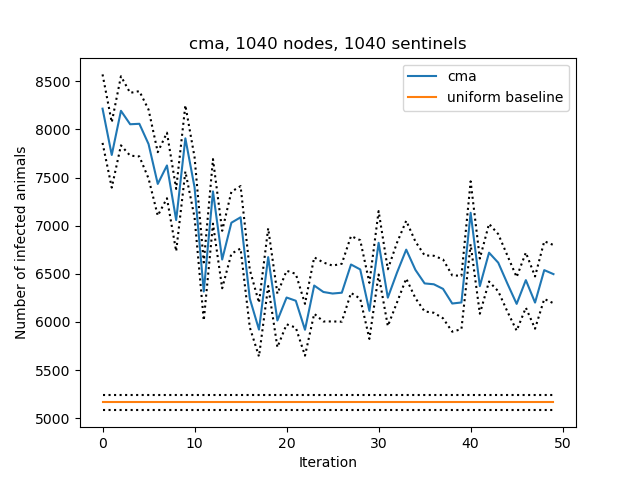 cma, 1040 nodes, 1040 sentinels
cma
uniform baseline
Number of infected animals
8500
8000
7500
7000
6500
6000
5500
5000
0 10 20 30 40 50
Iteration